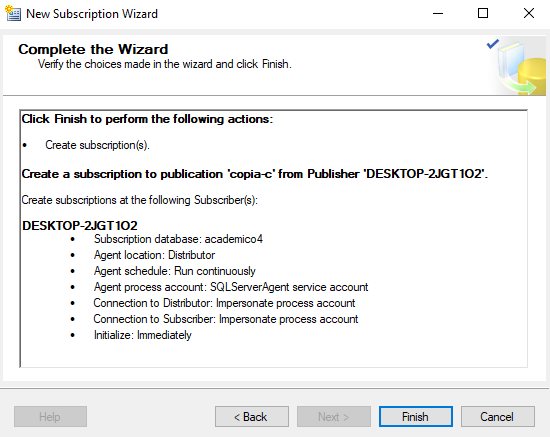 New Subscription Wizard
Complete the Wizard
Verify the choices made in the wizard and click Finish.
Click Finish to perform the following actions:
• Create subscription(s).
Create a subscription to publication 'copia-c' from Publisher 'DESKTOP-2JGT1O2'.
Create subscriptions at the following Subscriber(s):
DESKTOP-2JGT1O2
• Subscription database: academico4
• Agent location: Distributor
• Agent schedule: Run continuously
• Agent process account: SQLServerAgent service account
• Connection to Distributor: Impersonate process account
• Connection to Subscriber: Impersonate process account
• Initialize: Immediately
Help
< Back
Next >
Finish
Cancel